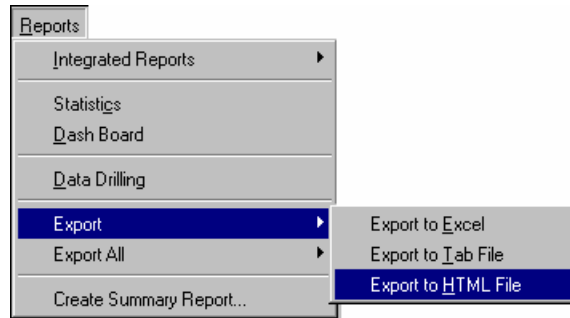 Reports
Integrated Reports
Statistics
Dash Board
Data Drilling
Export
Export All
Create Summary Report...
Export to Excel
Export to Tab File
Export to HTML File